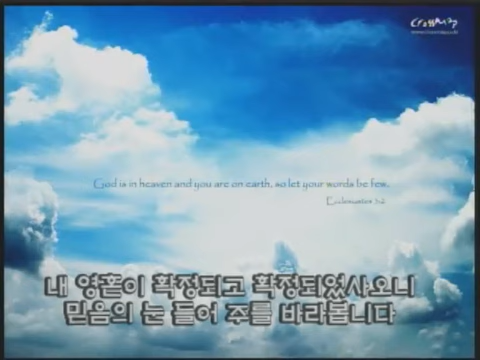 CrossMap
God is in heaven and you are on earth, so let your words be few.
Ecclesiastes 5:2
내 영혼이 확정되고 확정되었사오니
믿음의 눈 들어 주를 바라봅니다